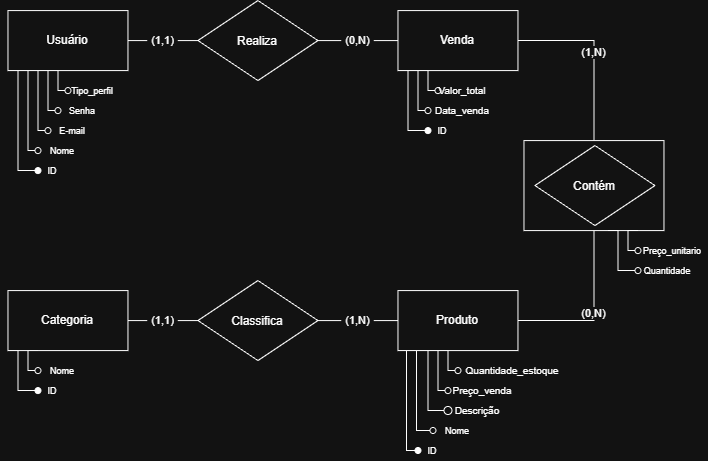 Usuário
(1,1)
Realiza
(0,N)
Venda
(1,N)
Tipo_perfil
Senha
E-mail
Nome
ID
Valor_total
Data_venda
ID
Contém
Preço_unitario
Quantidade
Categoria
(1,1)
Classifica
(1,N)
Produto
(0,N)
Nome
ID
Quantidade_estoque
Preço_venda
Descrição
Nome
ID